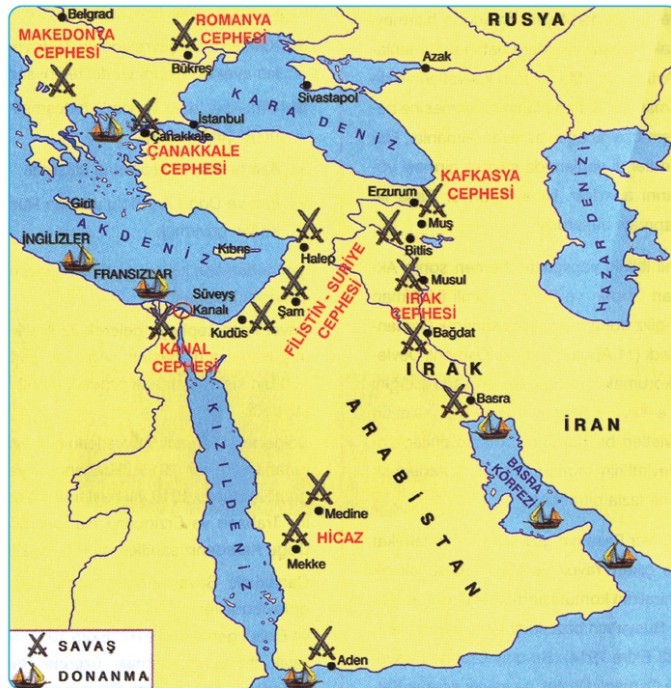 Belgrad
ROMANYA
CEPHESİ
RUSYA
MAKEDONYA
CEPHESİ
Bükreş
Azak
Sivastapol
KARA DENİZ
İstanbul
Çanakkale
ÇANAKKALE
CEPHESİ
KAFKASYA
CEPHESİ
Erzurum
Muş
Bitlis
HAZAR DENİZİ
Girit
AKDENİZ
İNGİLİZLER
Kıbrıs
Halep
FRANSIZLAR
Musul
Süveyş
Kanalı
Şam
FİLİSTİN - SURİYE
CEPHESİ
IRAK
CEPHESİ
Kudüs
Bağdat
KANAL
CEPHESİ
IRAK
Basra
İRAN
KIZILDENİZ
ARABİSTAN
BASRA
KÖRFEZİ
Medine
HİCAZ
Mekke
Aden
SAVAŞ
DONANMA